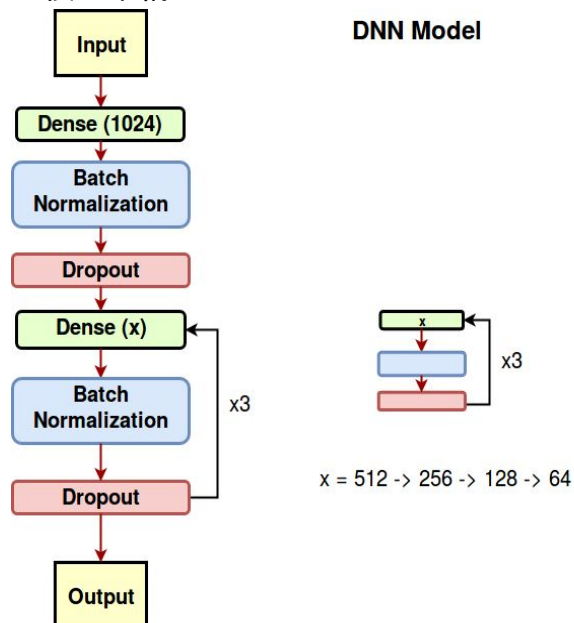 DNN Model
Input
Dense (1024)
Batch
Normalization
Dropout
Dense (x)
Batch
Normalization
x3
Dropout
Output
x
x3
x = 512 -> 256 -> 128 -> 64